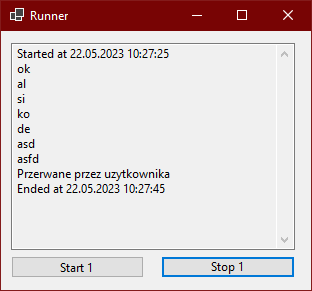 Runner
Started at 22.05.2023 10:27:25
ok
al
si
ko
de
asd
asfd
Przerwane przez uzytkownika
Ended at 22.05.2023 10:27:45
Start 1
Stop 1